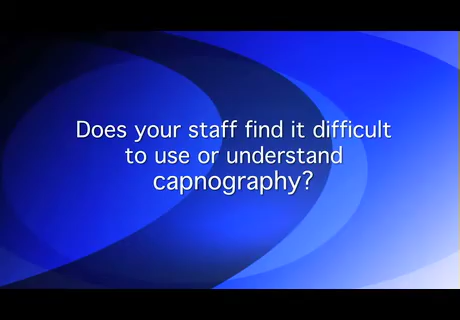 Does your staff find it difficult
to use or understand
capnography?